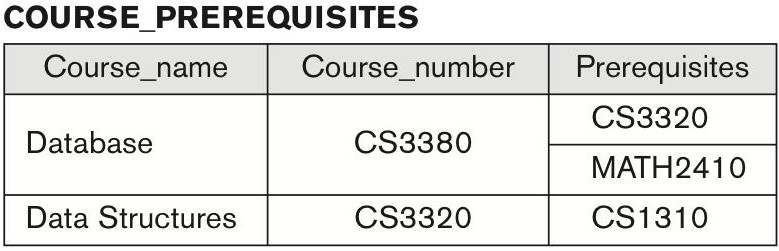 COURSE_PREREQUISITES
Course_name Course_number Prerequisites
Database CS3380 CS3320
MATH2410
Data Structures CS3320 CS1310